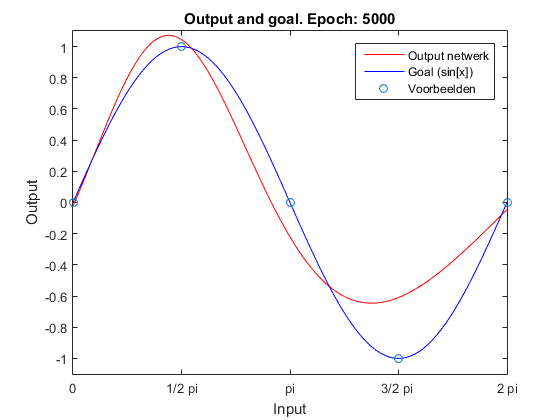 Output and goal. Epoch: 5000
Output netwerk
Goal (sin[x])
Voorbeelden
Output
1
0.8
0.6
0.4
0.2
0
-0.2
-0.4
-0.6
-0.8
-1
0 1/2 pi pi 3/2 pi 2 pi
Input